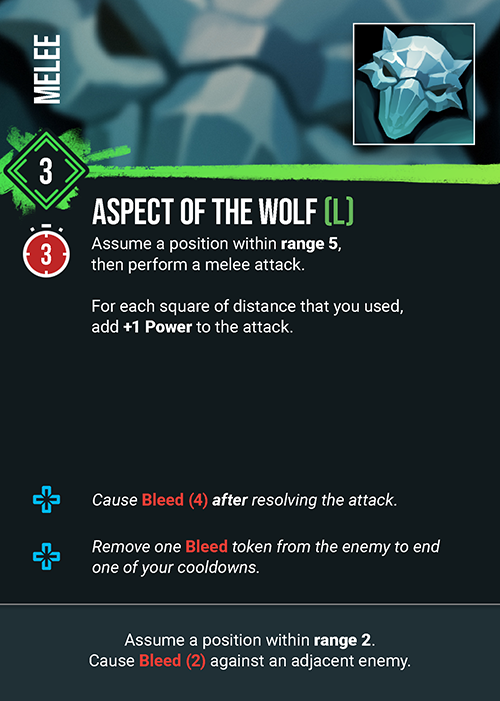 MELEE
3
ASPECT OF THE WOLF (L)
3
Assume a position within range 5,
then perform a melee attack.
For each square of distance that you used,
add +1 Power to the attack.
Cause Bleed (4) after resolving the attack.
Remove one Bleed token from the enemy to end
one of your cooldowns.
Assume a position within range 2.
Cause Bleed (2) against an adjacent enemy.